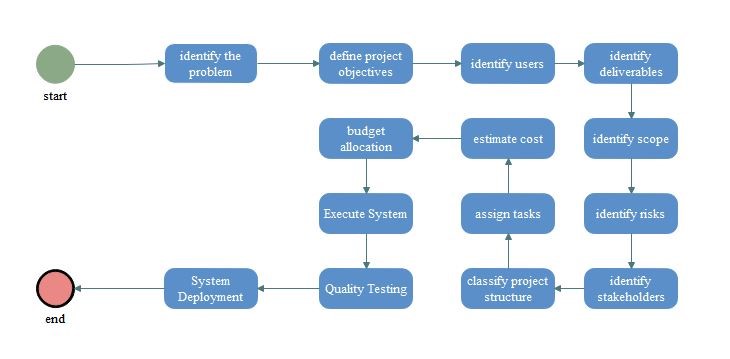 start
identify the
problem
define project
objectives
identify users
identify
deliverables
identify scope
identify risks
identify
stakeholders
classify project
structure
assign tasks
estimate cost
budget
allocation
Execute System
Quality Testing
System
Deployment
end